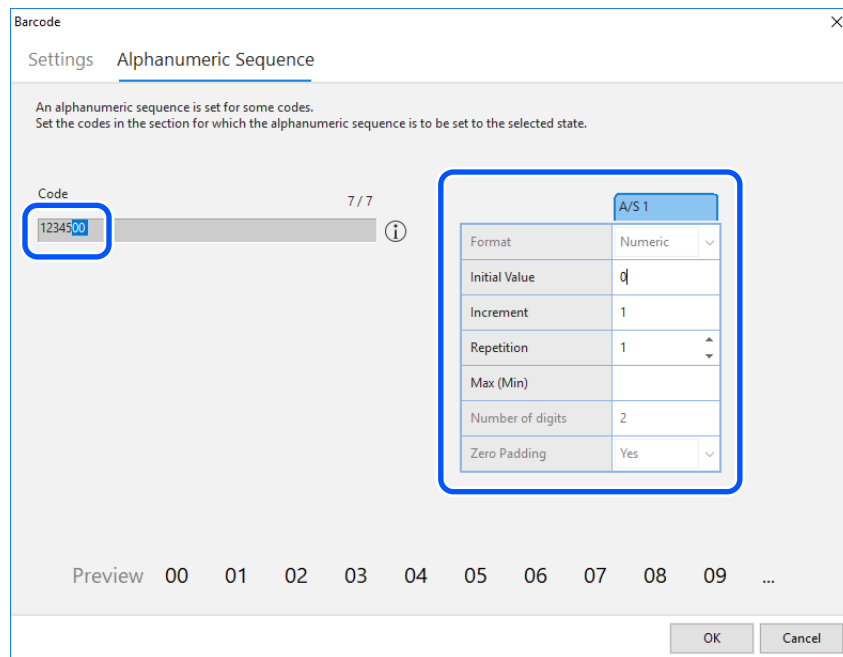 Barcode
Settings Alphanumeric Sequence
An alphanumeric sequence is set for some codes.
Set the codes in the section for which the alphanumeric sequence is to be set to the selected state.
Code 7 / 7
1234500
A/S 1
Format Numeric
Initial Value 0
Increment 1
Repetition 1
Max (Min)
Number of digits 2
Zero Padding Yes
Preview 00 01 02 03 04 05 06 07 08 09 ...
OK Cancel